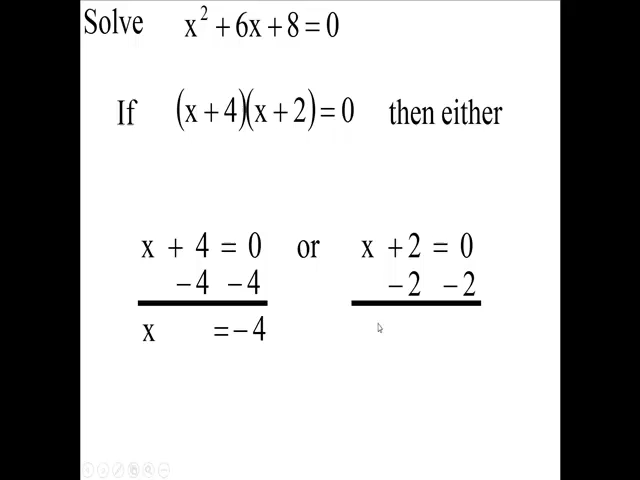 Solve x² + 6x + 8 = 0
If (x + 4)(x + 2) = 0 then either
x + 4 = 0 or x + 2 = 0
− 4 − 4 − 2 − 2
x = − 4